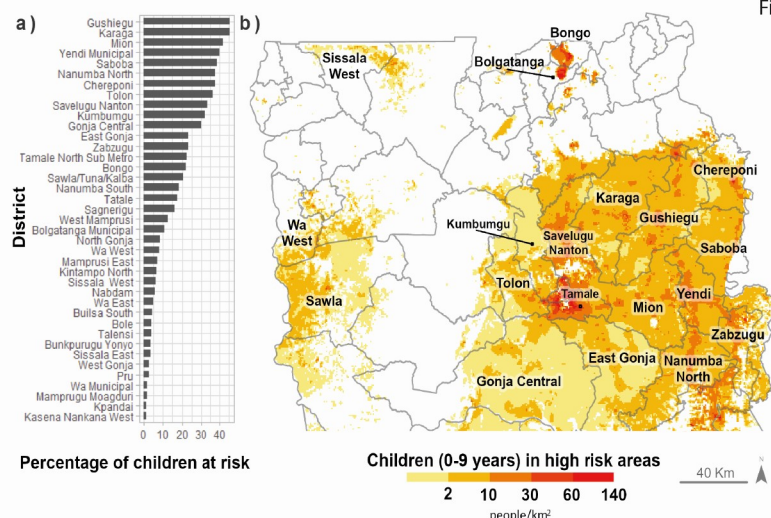 Fi
a)
Gushiegu
Karaga
Mion
Yendi Municipal
Saboba
Nanumba North
Chereponi
Tolon
Savelugu Nanton
Kumbumgu
Gonja Central
East Gonja
Zabzugu
Tamale North Sub Metro
Bongo
Sawla/Tuna/Kalba
Nanumba South
Tatale
Sagnerigu
West Mamprusi
Bolgatanga Municipal
North Gonja
Wa West
Mamprusi East
Kintampo North
Sissala West
Nabdam
Wa East
Builsa South
Bole
Talensi
Bunkpurugu Yonyo
Sissala East
West Gonja
Pru
Wa Municipal
Mamprugu Moagduri
Kpandai
Kasena Nankana West
District
0 10 20 30 40
Percentage of children at risk
b)
Bongo
Bolgatanga
Sissala
West
Chereponi
Karaga
Gushiegu
Wa
West
Kumbumgu
Savelugu
Nanton
Saboba
Tolon
Tamale
Yendi
Sawla
Mion
Zabzugu
East Gonja
Nanumba
North
Gonja Central
Children (0-9 years) in high risk areas
2 10 30 60 140
people/km²
40 Km
N